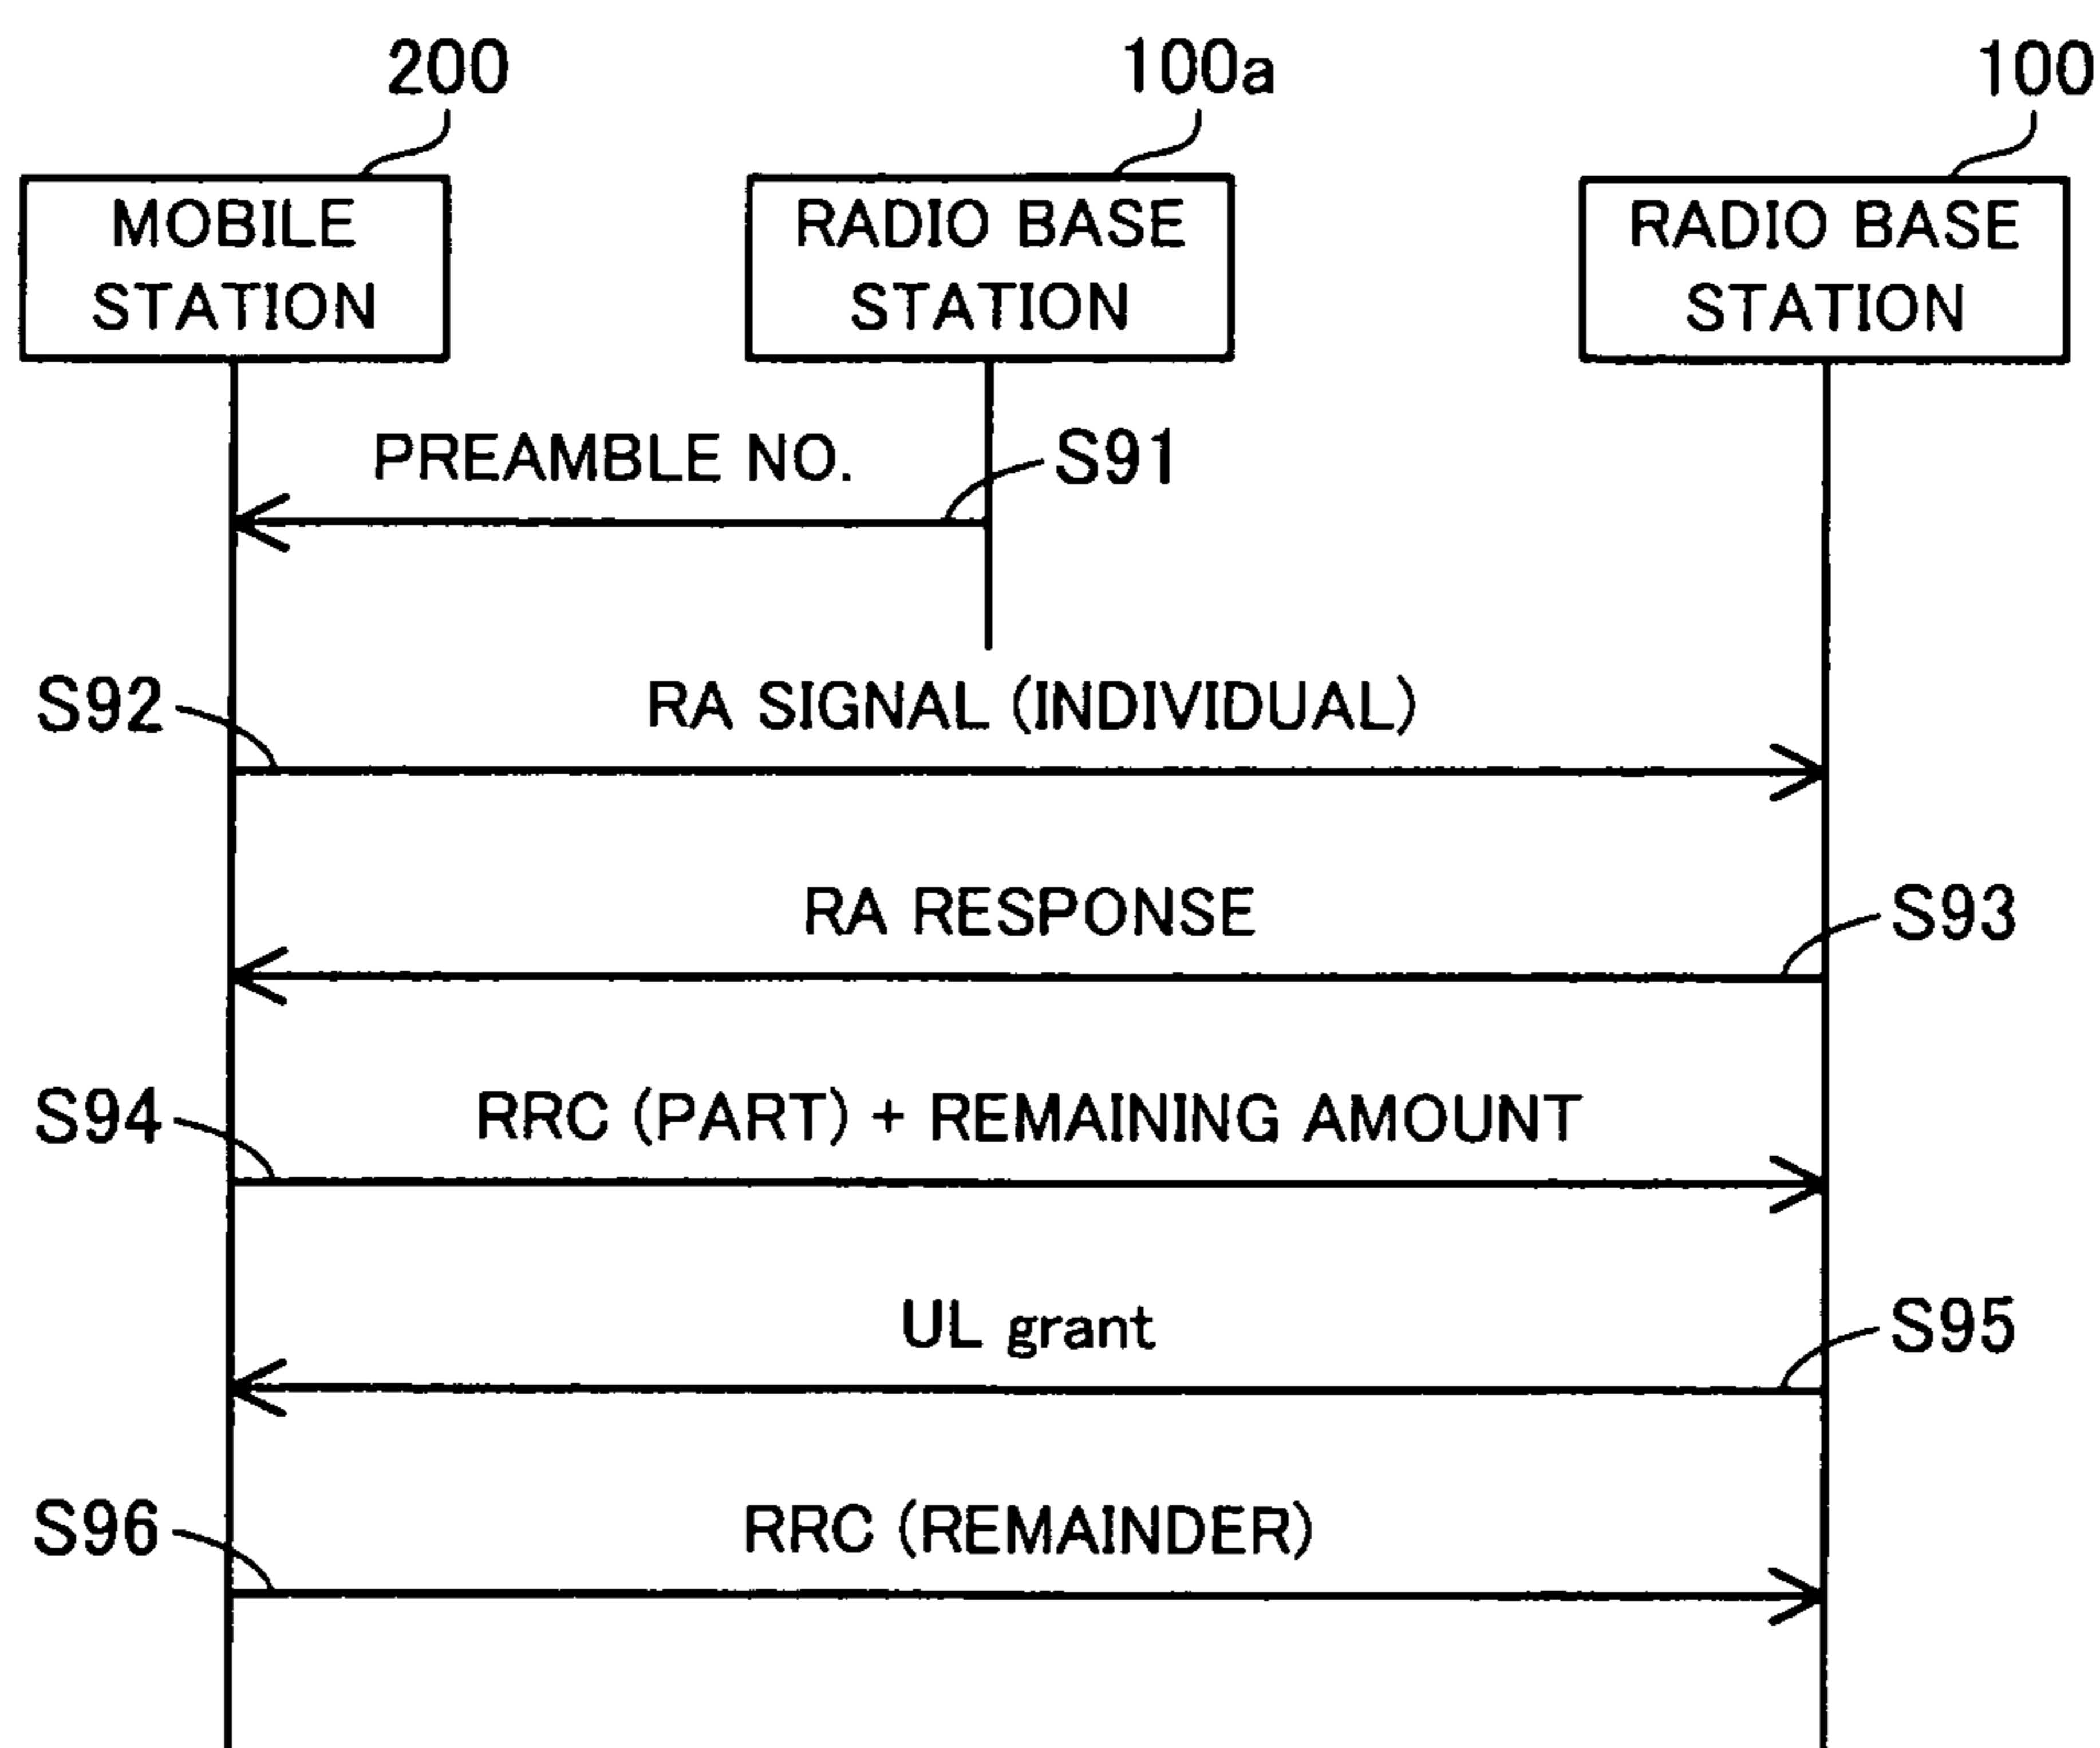 200
100a
100
MOBILE
STATION
RADIO BASE
STATION
RADIO BASE
STATION
PREAMBLE NO.
S91
S92
RA SIGNAL (INDIVIDUAL)
RA RESPONSE
S93
S94
RRC (PART) + REMAINING AMOUNT
UL grant
S95
S96
RRC (REMAINDER)